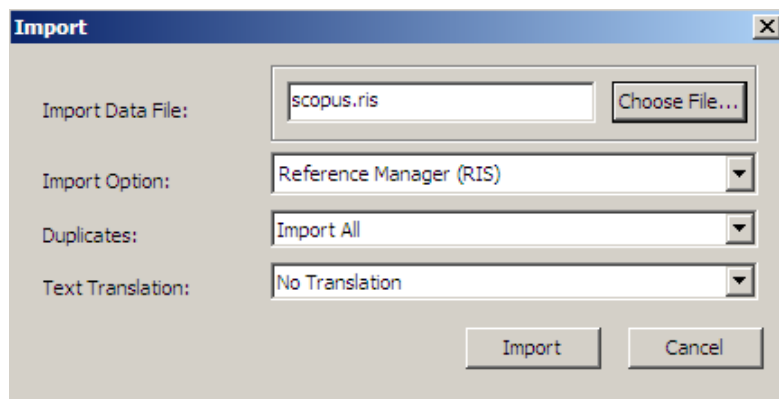 Import
Import Data File: scopus.ris Choose File...
Import Option: Reference Manager (RIS)
Duplicates: Import All
Text Translation: No Translation
Import Cancel